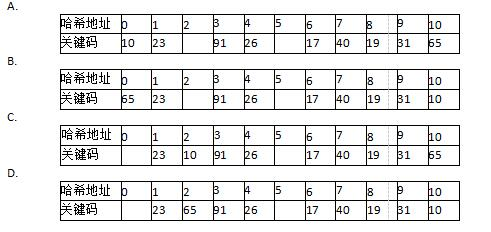 A.
哈希地址 0 1 2 3 4 5 6 7 8 9 10
关键码 10 23 91 26 17 40 19 31 65
B.
哈希地址 0 1 2 3 4 5 6 7 8 9 10
关键码 65 23 91 26 17 40 19 31 10
C.
哈希地址 0 1 2 3 4 5 6 7 8 9 10
关键码 23 10 91 26 17 40 19 31 65
D.
哈希地址 0 1 2 3 4 5 6 7 8 9 10
关键码 23 65 91 26 17 40 19 31 10